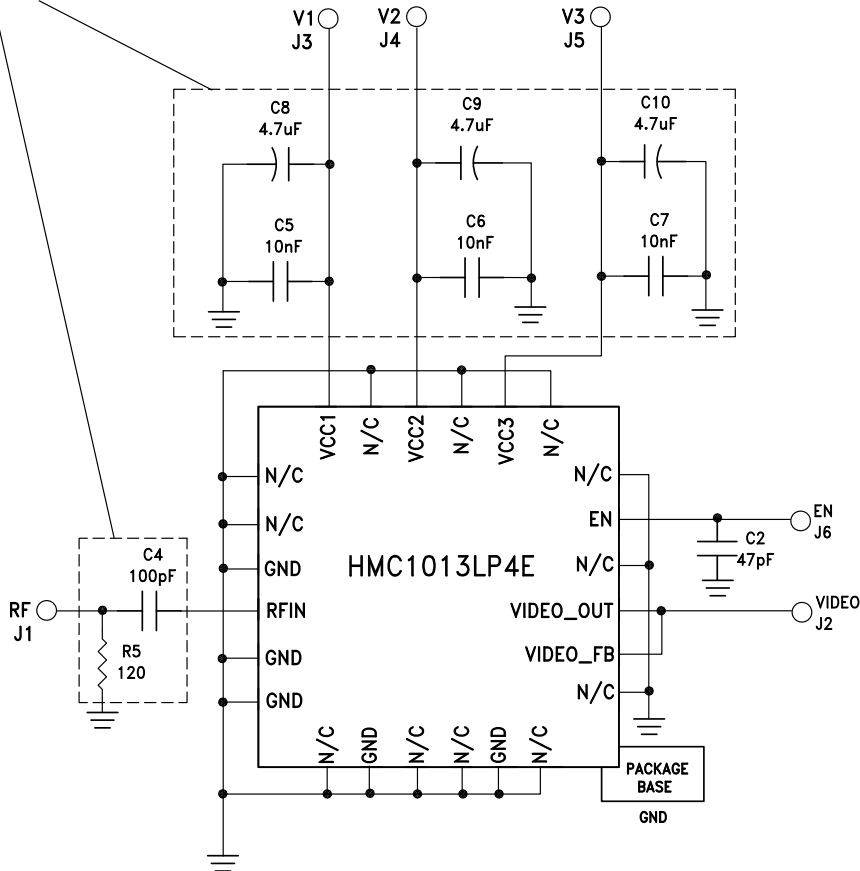 V1
J3
V2
J4
V3
J5
C8
4.7uF
C9
4.7uF
C10
4.7uF
C5
10nF
C6
10nF
C7
10nF
VCC1
N/C
VCC2
N/C
VCC3
N/C
N/C
N/C
GND
RFIN
GND
GND
HMC1013LP4E
N/C
EN
N/C
VIDEO_OUT
VIDEO_FB
N/C
EN
J6
C2
47pF
VIDEO
J2
C4
100pF
RF
J1
R5
120
N/C
GND
N/C
N/C
GND
N/C
PACKAGE
BASE
GND